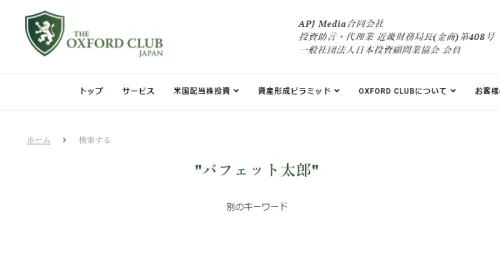 THE
OXFORD CLUB
JAPAN
APJ Media合同会社
投資助言・代理業 近畿財務局長(金商)第408号
一般社団法人日本投資顧問業協会 会員
トップ サービス 米国配当株投資 資産形成ピラミッド OXFORD CLUBについて お客様
ホーム > 検索する
"バフェット太郎"
別のキーワード